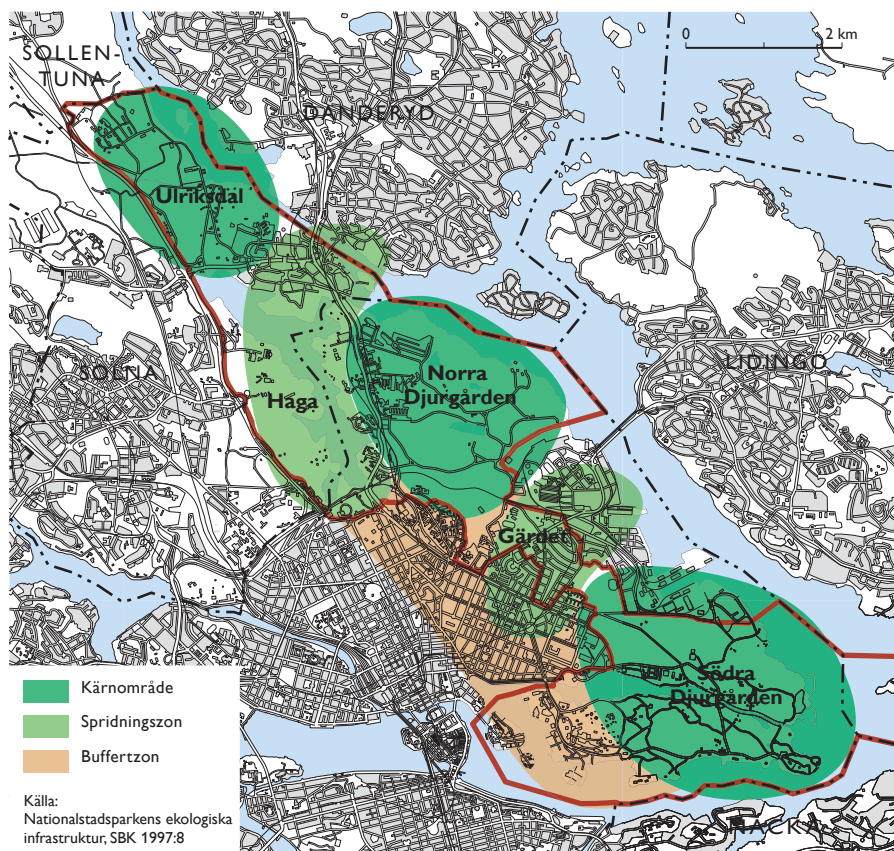 SOLLEN-
TUNA
0 2 km
DANDERYD
Ulriksdal
SOLNA
Haga
Norra
Djurgården
LIDINGÖ
Gärdet
Södra
Djurgården
NACKA
Kärnområde
Spridningszon
Buffertzon
Källa:
Nationalstadsparkens ekologiska
infrastruktur, SBK 1997:8